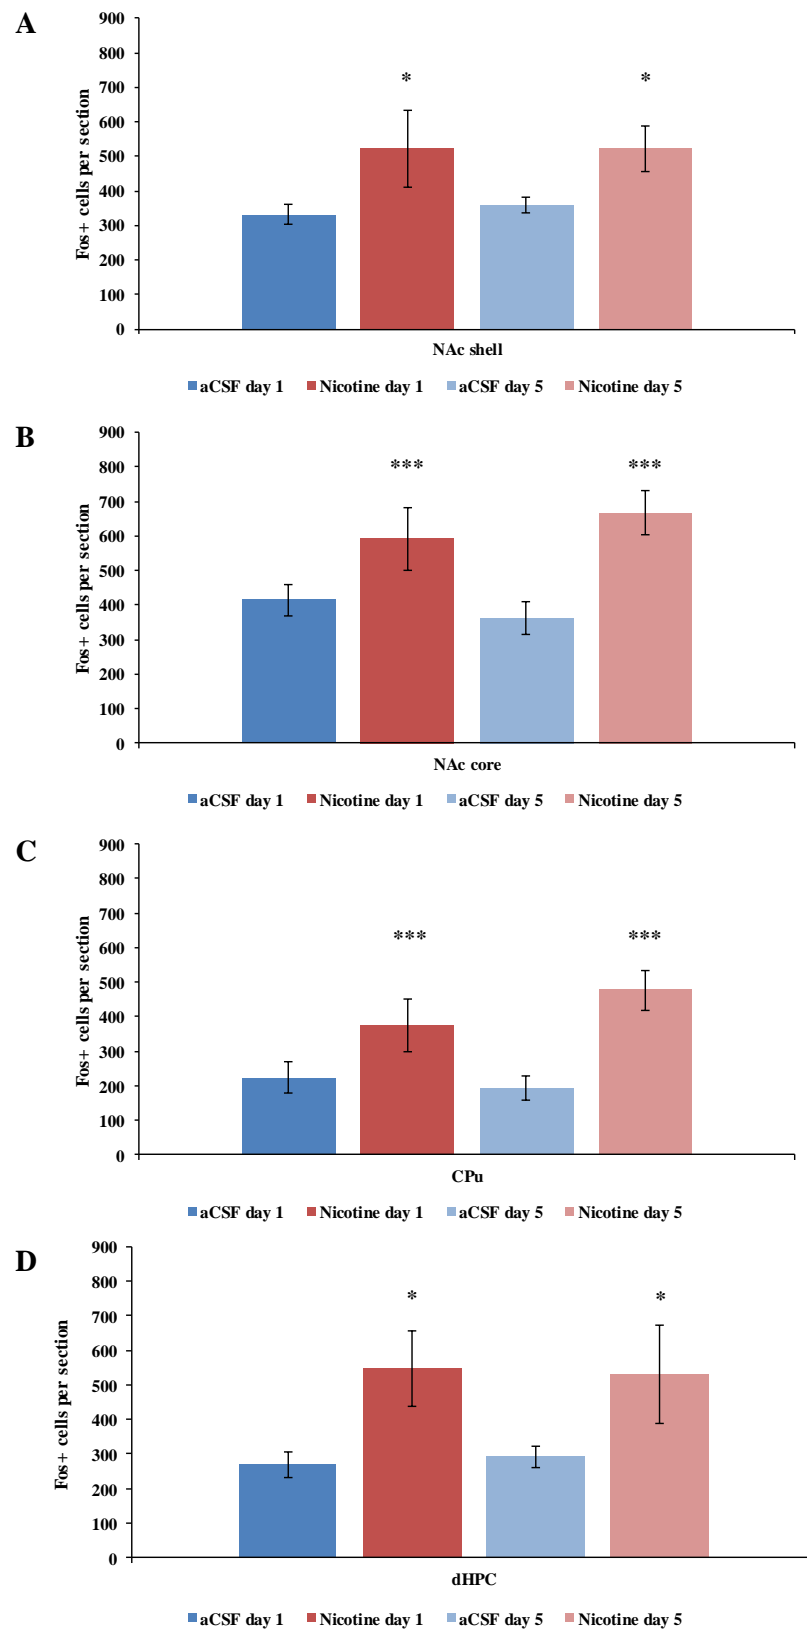 A
Fos+ cells per section
900
800
700
600
500
400
300
200
100
0
* *
NAc shell
aCSF day 1 Nicotine day 1 aCSF day 5 Nicotine day 5
B
Fos+ cells per section
900
800
700
600
500
400
300
200
100
0
*** ***
NAc core
aCSF day 1 Nicotine day 1 aCSF day 5 Nicotine day 5
C
Fos+ cells per section
900
800
700
600
500
400
300
200
100
0
*** ***
CPu
aCSF day 1 Nicotine day 1 aCSF day 5 Nicotine day 5
D
Fos+ cells per section
900
800
700
600
500
400
300
200
100
0
* *
dHPC
aCSF day 1 Nicotine day 1 aCSF day 5 Nicotine day 5